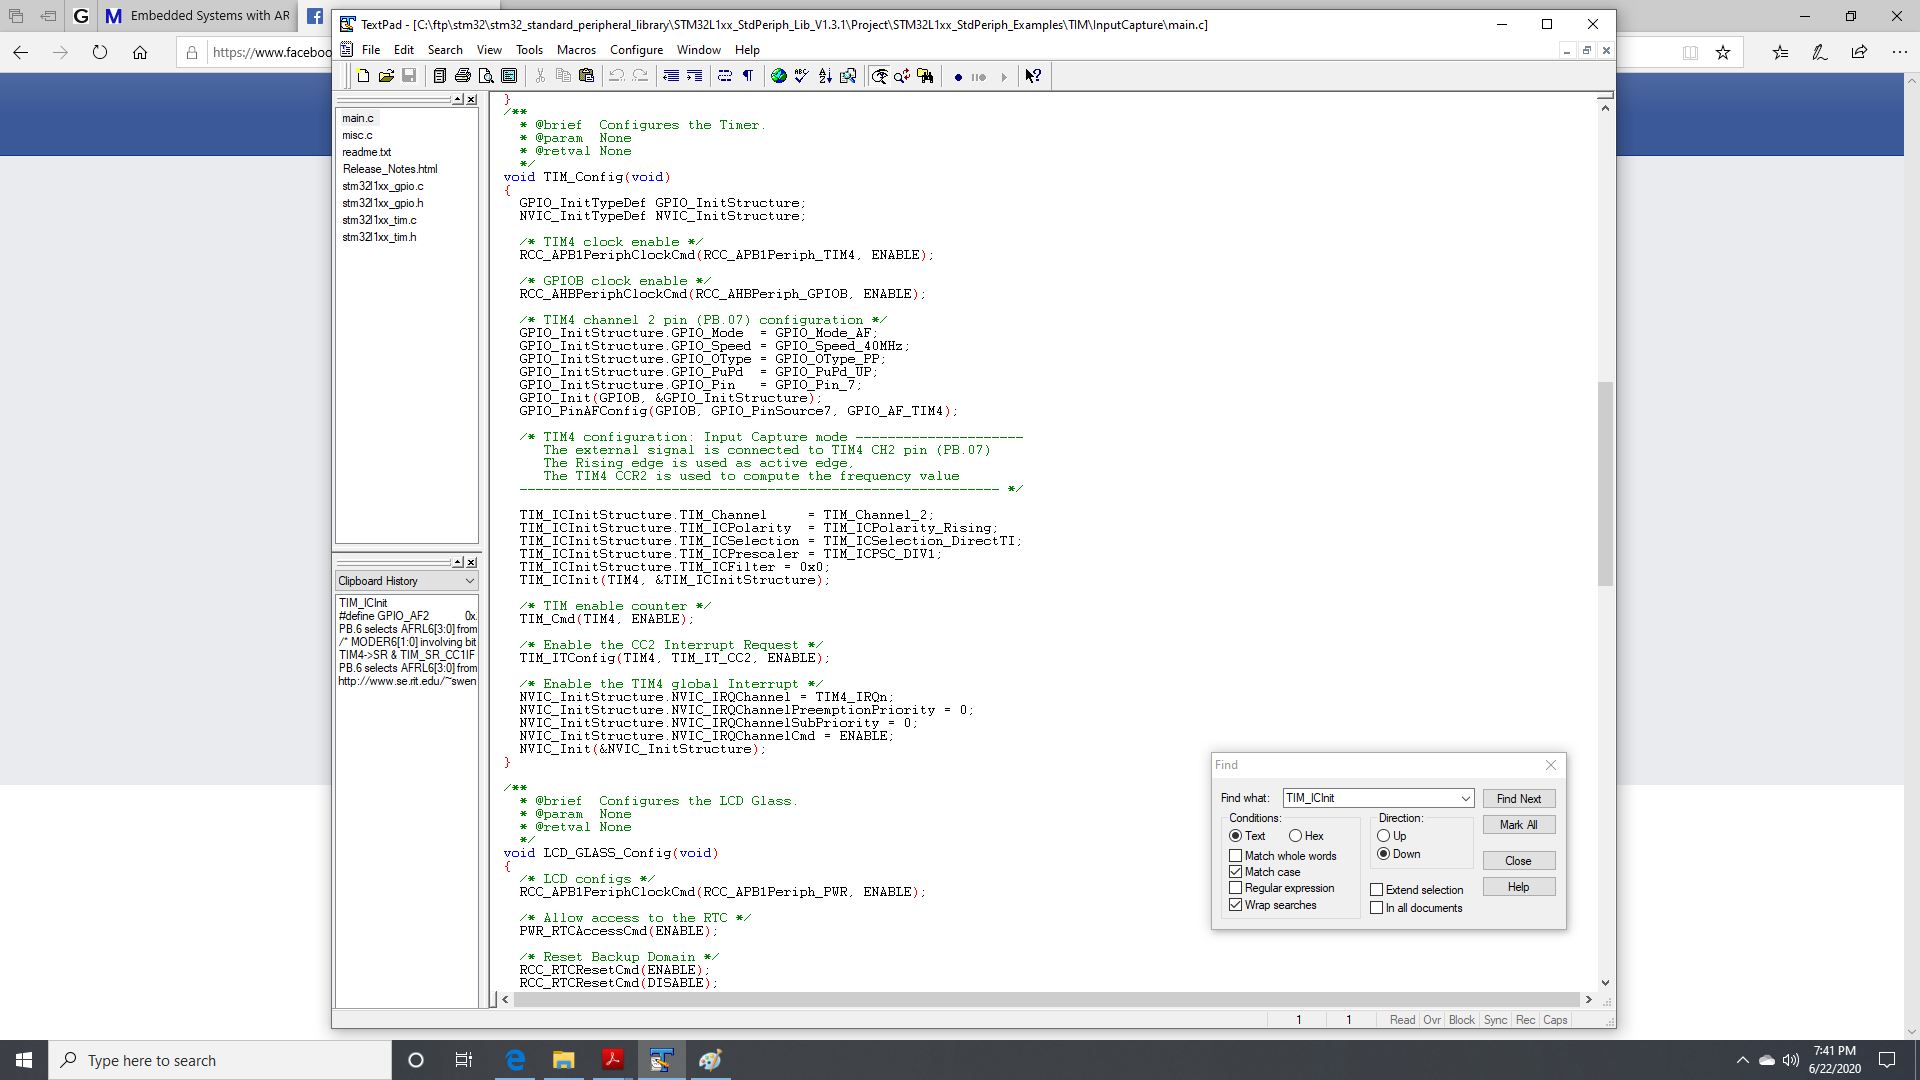 Embedded Systems with AR
https://www.faceboo
TextPad - [C:\ftp\stm32\stm32_standard_peripheral_library\STM32L1xx_StdPeriph_Lib_V1.3.1\Project\STM32L1xx_StdPeriph_Examples\TIM\InputCapture\main.c]
File Edit Search View Tools Macros Configure Window Help
main.c
misc.c
readme.txt
Release_Notes.html
stm32l1xx_gpio.c
stm32l1xx_gpio.h
stm32l1xx_tim.c
stm32l1xx_tim.h
Clipboard History
TIM_ICInit
#define GPIO_AF2 0x
PB.6 selects AFRL6[3:0] from
/* MODER6[1:0] involving bit
TIM4->SR & TIM_SR_CC1IF
PB.6 selects AFRL6[3:0] from
http://www.se.rit.edu/~swen
}
/**
* @brief Configures the Timer.
* @param None
* @retval None
*/
void TIM_Config(void)
{
GPIO_InitTypeDef GPIO_InitStructure;
NVIC_InitTypeDef NVIC_InitStructure;
/* TIM4 clock enable */
RCC_APB1PeriphClockCmd(RCC_APB1Periph_TIM4, ENABLE);
/* GPIOB clock enable */
RCC_AHBPeriphClockCmd(RCC_AHBPeriph_GPIOB, ENABLE);
/* TIM4 channel 2 pin (PB.07) configuration */
GPIO_InitStructure.GPIO_Mode = GPIO_Mode_AF;
GPIO_InitStructure.GPIO_Speed = GPIO_Speed_40MHz;
GPIO_InitStructure.GPIO_OType = GPIO_OType_PP;
GPIO_InitStructure.GPIO_PuPd = GPIO_PuPd_UP;
GPIO_InitStructure.GPIO_Pin = GPIO_Pin_7;
GPIO_Init(GPIOB, &GPIO_InitStructure);
GPIO_PinAFConfig(GPIOB, GPIO_PinSource7, GPIO_AF_TIM4);
/* TIM4 configuration: Input Capture mode ---------------------
The external signal is connected to TIM4 CH2 pin (PB.07)
The Rising edge is used as active edge,
The TIM4 CCR2 is used to compute the frequency value
------------------------------------------------------------ */
TIM_ICInitStructure.TIM_Channel = TIM_Channel_2;
TIM_ICInitStructure.TIM_ICPolarity = TIM_ICPolarity_Rising;
TIM_ICInitStructure.TIM_ICSelection = TIM_ICSelection_DirectTI;
TIM_ICInitStructure.TIM_ICPrescaler = TIM_ICPSC_DIV1;
TIM_ICInitStructure.TIM_ICFilter = 0x0;
TIM_ICInit(TIM4, &TIM_ICInitStructure);
/* TIM enable counter */
TIM_Cmd(TIM4, ENABLE);
/* Enable the CC2 Interrupt Request */
TIM_ITConfig(TIM4, TIM_IT_CC2, ENABLE);
/* Enable the TIM4 global Interrupt */
NVIC_InitStructure.NVIC_IRQChannel = TIM4_IRQn;
NVIC_InitStructure.NVIC_IRQChannelPreemptionPriority = 0;
NVIC_InitStructure.NVIC_IRQChannelSubPriority = 0;
NVIC_InitStructure.NVIC_IRQChannelCmd = ENABLE;
NVIC_Init(&NVIC_InitStructure);
}
/**
* @brief Configures the LCD Glass.
* @param None
* @retval None
*/
void LCD_GLASS_Config(void)
{
/* LCD configs */
RCC_APB1PeriphClockCmd(RCC_APB1Periph_PWR, ENABLE);
/* Allow access to the RTC */
PWR_RTCAccessCmd(ENABLE);
/* Reset Backup Domain */
RCC_RTCResetCmd(ENABLE);
RCC_RTCResetCmd(DISABLE);
Find
Find what: TIM_ICInit Find Next
Conditions: Direction: Mark All
Text Hex Up
Match whole words Down
Match case Close
Regular expression Extend selection Help
Wrap searches In all documents
1 1 Read Ovr Block Sync Rec Caps
Type here to search
7:41 PM
6/22/2020